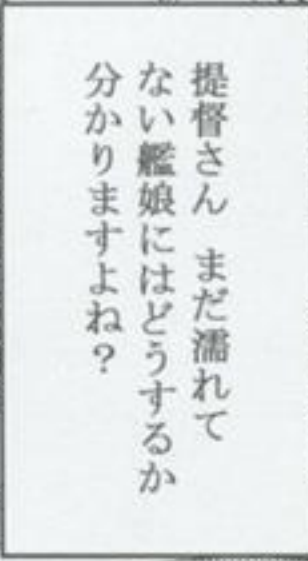 提督さん　まだ濡れて
ない艦娘にはどうするか
分かりますよね？